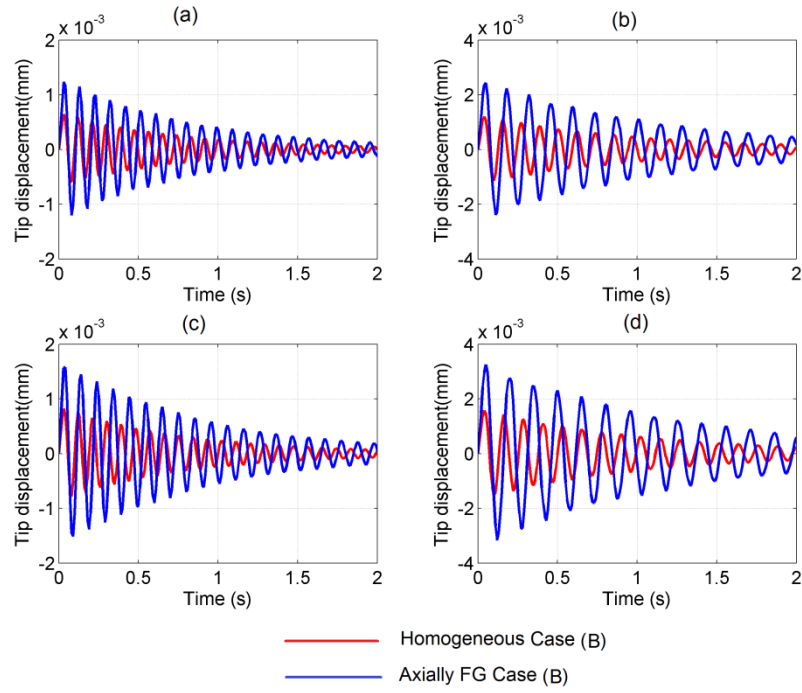 (a)
x 10^-3
Tip displacement(mm)
2
1
0
-1
-2
0 0.5 1 1.5 2
Time (s)
(b)
x 10^-3
Tip displacement(mm)
4
2
0
-2
-4
0 0.5 1 1.5 2
Time (s)
(c)
x 10^-3
Tip displacement(mm)
2
1
0
-1
-2
0 0.5 1 1.5 2
Time (s)
(d)
x 10^-3
Tip displacement(mm)
4
2
0
-2
-4
0 0.5 1 1.5 2
Time (s)
Homogeneous Case (B)
Axially FG Case (B)